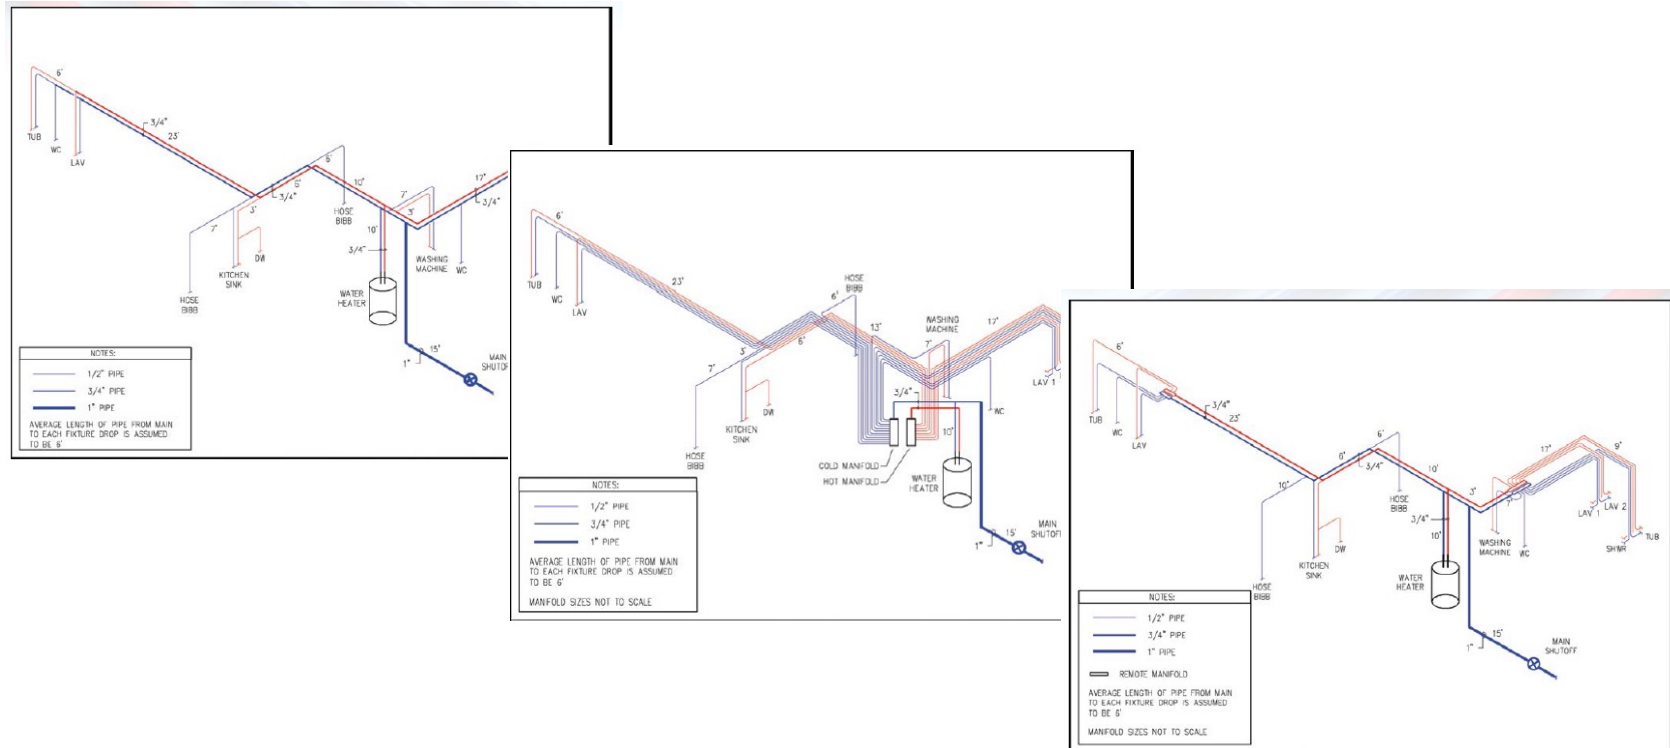 6'
3/4"
23'
TUB
WC
LAV
6'
6'
3/4"
10'
HOSE
BIBB
7'
3'
17'
3/4"
3'
7'
10'
3/4"
DW
KITCHEN
SINK
WASHING
MACHINE
WC
HOSE
BIBB
WATER
HEATER
15'
1"
MAIN
SHUTOF
NOTES:
1/2" PIPE
3/4" PIPE
1" PIPE
AVERAGE LENGTH OF PIPE FROM MAIN
TO EACH FIXTURE DROP IS ASSUMED
TO BE 6'
6'
23'
TUB
WC
LAV
HOSE
BIBB
6'
6'
13'
WASHING
MACHINE
17'
7'
3'
7'
LAV 1
3/4"
WC
DW
KITCHEN
SINK
10'
HOSE
BIBB
COLD MANIFOLD
HOT MANIFOLD
WATER
HEATER
15'
1"
MAIN
SHUTOF
NOTES:
1/2" PIPE
3/4" PIPE
1" PIPE
AVERAGE LENGTH OF PIPE FROM MAIN
TO EACH FIXTURE DROP IS ASSUMED
TO BE 6'
MANIFOLD SIZES NOT TO SCALE
6'
3/4"
23'
TUB
WC
LAV
6'
6'
3/4"
10'
17'
9'
10'
HOSE
BIBB
3'
7'
3/4"
10'
LAV 1
LAV 2
WASHING
MACHINE
WC
SHWR
TUB
DW
KITCHEN
SINK
HOSE
BIBB
WATER
HEATER
15'
1"
MAIN
SHUTOFF
NOTES:
1/2" PIPE
3/4" PIPE
1" PIPE
REMOTE MANIFOLD
AVERAGE LENGTH OF PIPE FROM MAIN
TO EACH FIXTURE DROP IS ASSUMED
TO BE 6'
MANIFOLD SIZES NOT TO SCALE